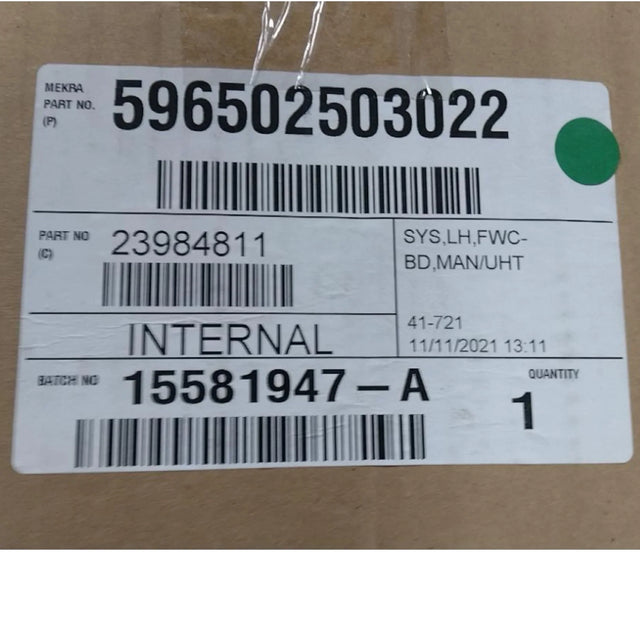 MEKRA
PART NO.
(P)
596502503022
PART NO
(C)
23984811
SYS,LH,FWC-
BD,MAN/UHT
41-721
11/11/2021 13:11
INTERNAL
BATCH NO
15581947-A
QUANTITY
1